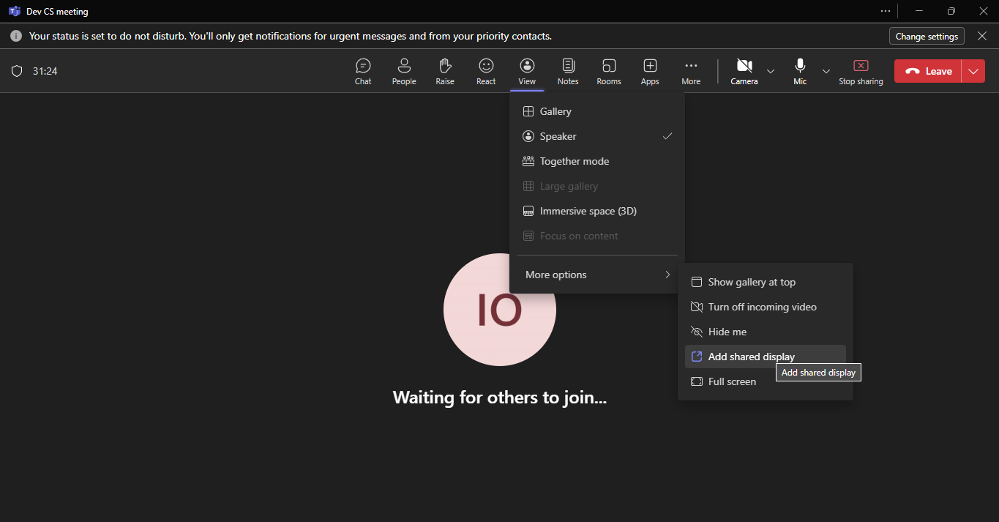 Dev CS meeting
Your status is set to do not disturb. You'll only get notifications for urgent messages and from your priority contacts.
Change settings
31:24
Chat
People
Raise
React
View
Notes
Rooms
Apps
More
Camera
Mic
Stop sharing
Leave
Gallery
Speaker
Together mode
Large gallery
Immersive space (3D)
Focus on content
More options
Show gallery at top
Turn off incoming video
Hide me
Add shared display
Add shared display
Full screen
IO
Waiting for others to join...